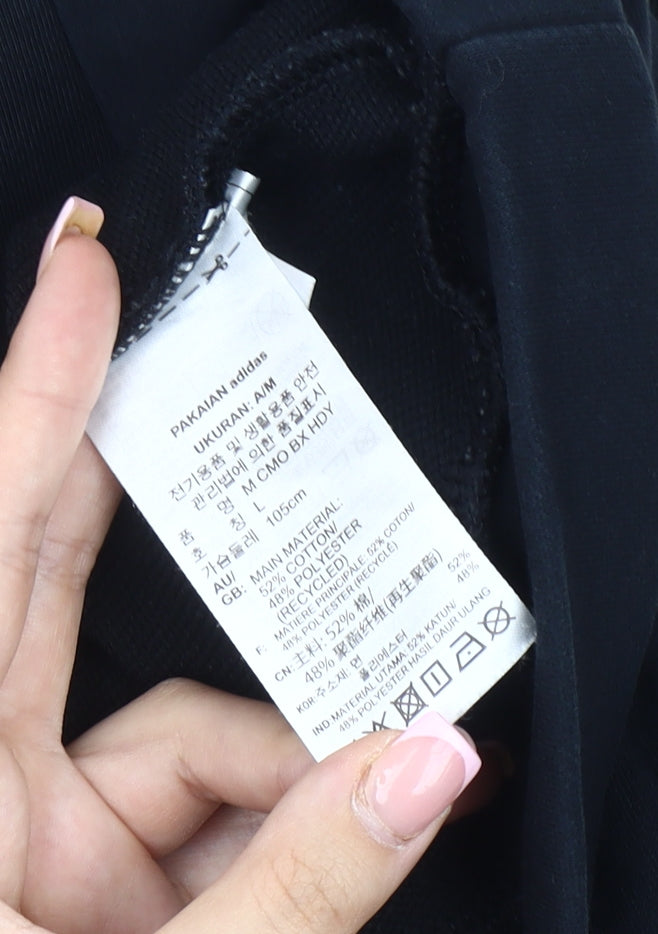 PAKAIAN adidas
UKURAN: A/M
전기용품 및 생활용품 안전
관리법에 의한 품질표시
품 명 M CMO BX HDY
호 칭 L
가슴둘레 105cm
AU/
GB: MAIN MATERIAL:
52% COTTON/
48% POLYESTER
(RECYCLED)
F: MATIÈRE PRINCIPALE: 52% COTON/
48% POLYESTER (RECYCLÉ)
CN: 主料: 52% 棉/
48% 聚酯纤维(再生聚酯)
KOR: 주소재: 면 52%
폴리에스터 48%
IND: MATERIAL UTAMA: 52% KATUN/
48% POLYESTER HASIL DAUR ULANG